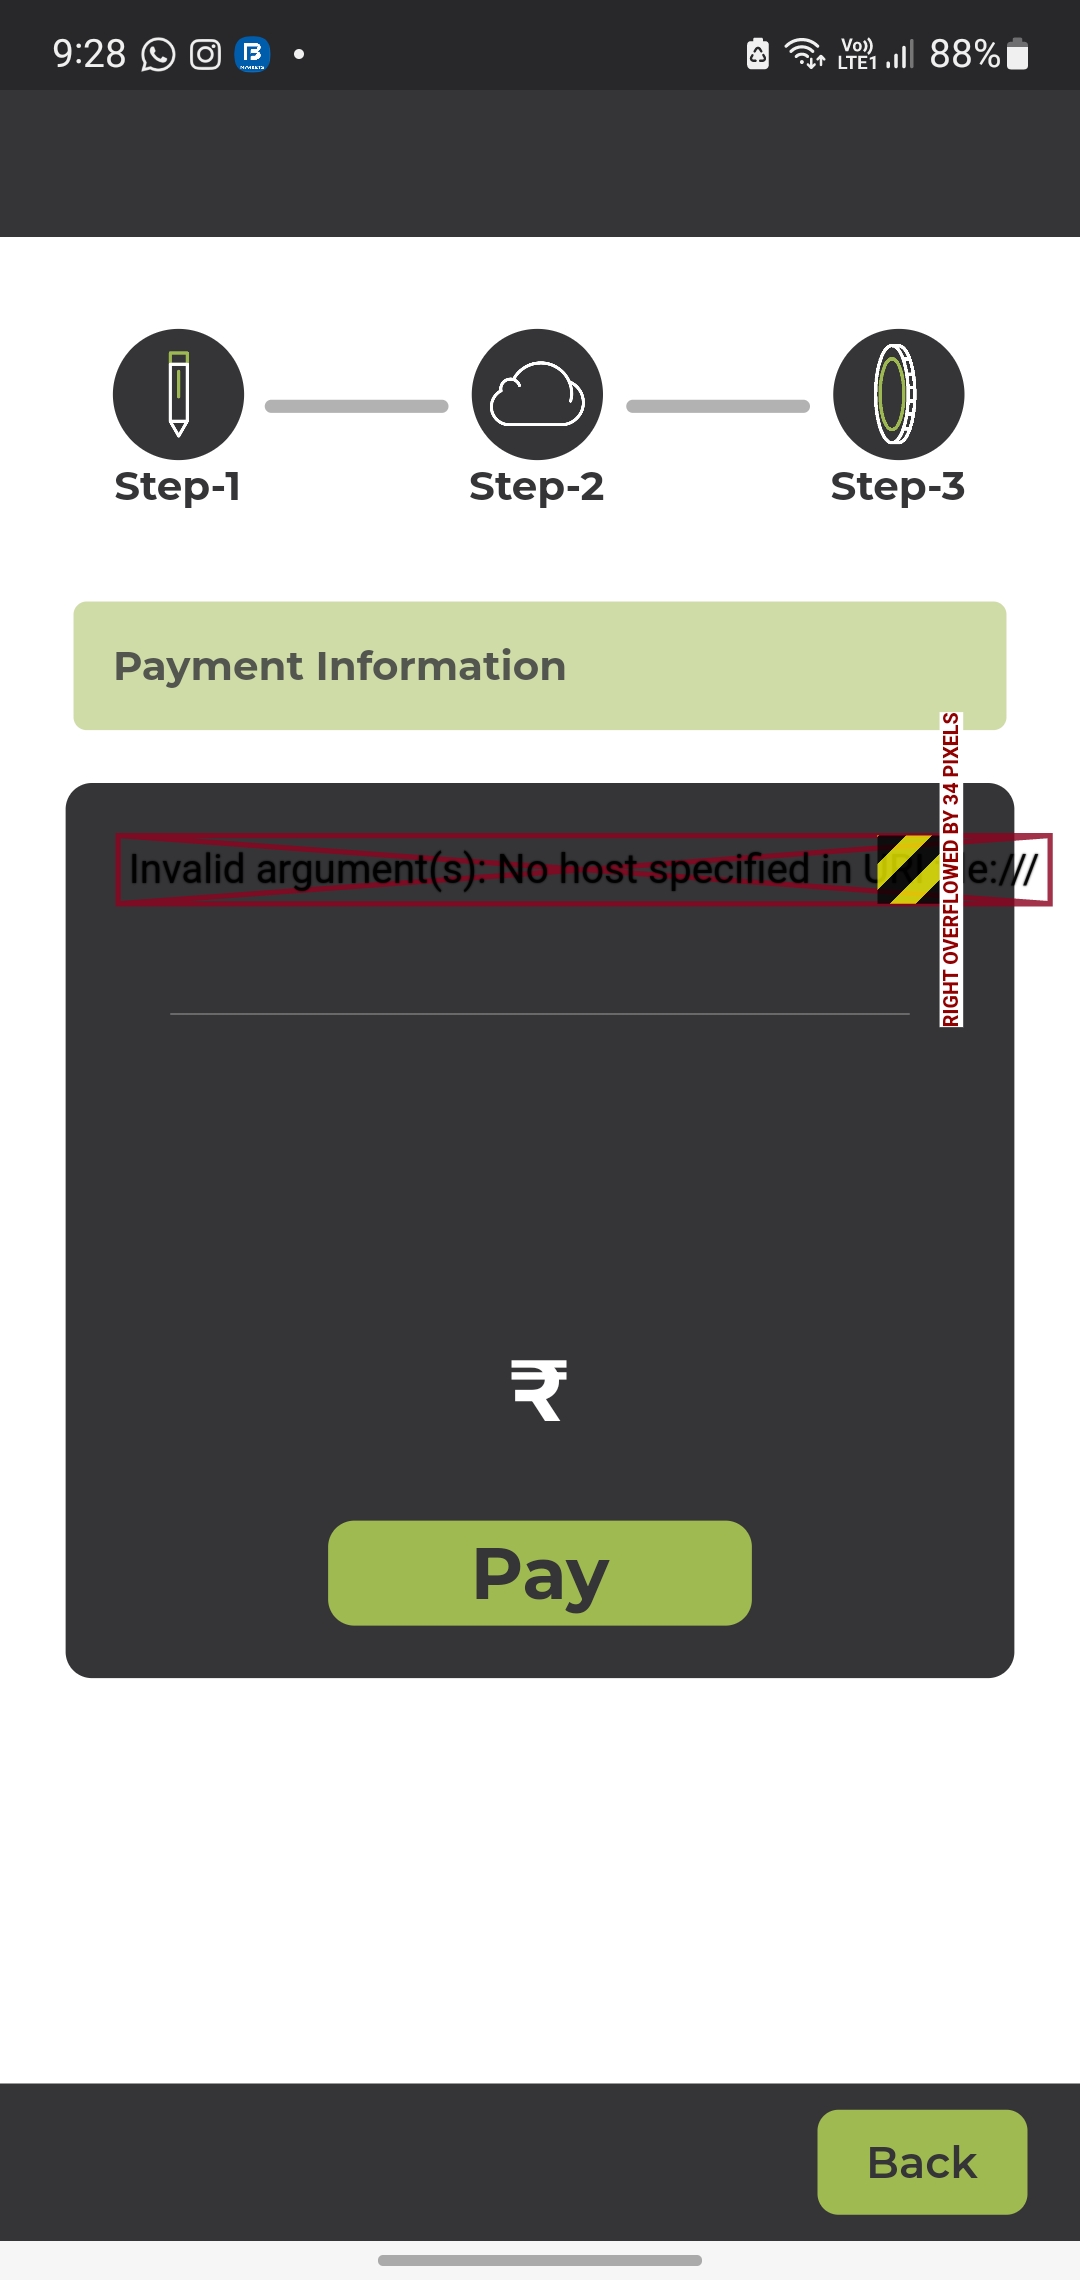 9:28
Vo))
LTE1
88%
Step-1
Step-2
Step-3
Payment Information
RIGHT OVERFLOWED BY 34 PIXELS
Invalid argument(s): No host specified in e:///
₹
Pay
Back